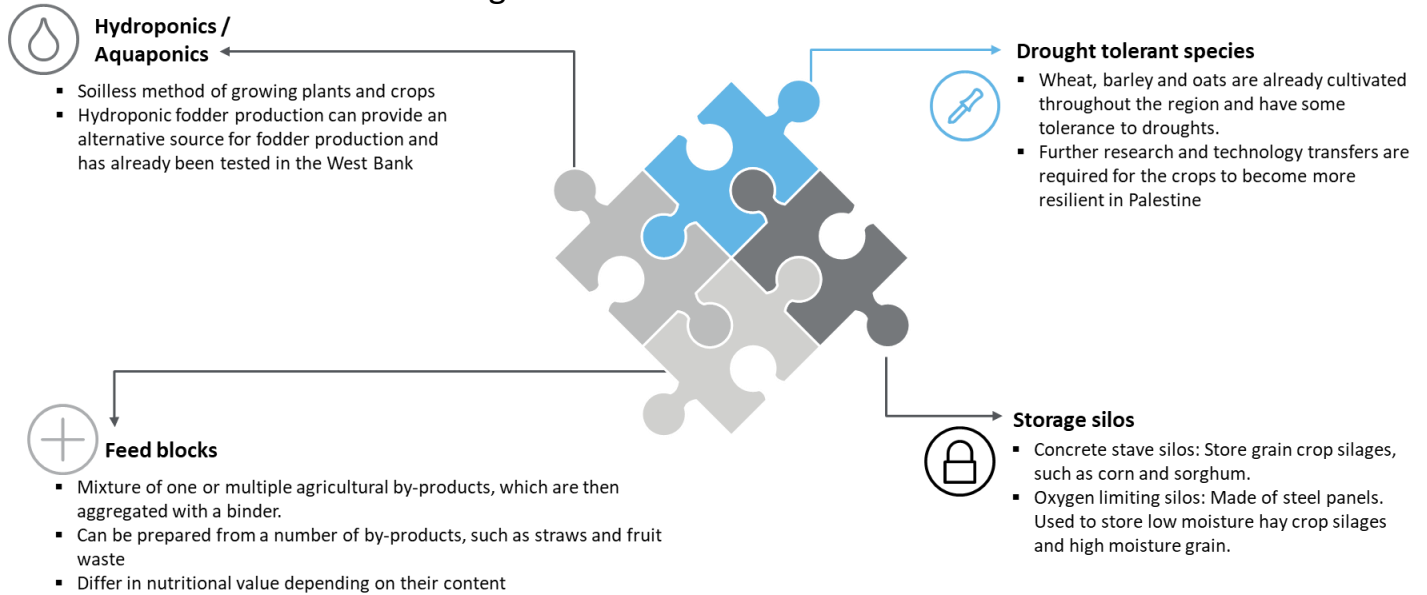 Hydroponics /
Aquaponics
▪ Soilless method of growing plants and crops
▪ Hydroponic fodder production can provide an
alternative source for fodder production and
has already been tested in the West Bank
Drought tolerant species
▪ Wheat, barley and oats are already cultivated
throughout the region and have some
tolerance to droughts.
▪ Further research and technology transfers are
required for the crops to become more
resilient in Palestine
Feed blocks
▪ Mixture of one or multiple agricultural by-products, which are then
aggregated with a binder.
▪ Can be prepared from a number of by-products, such as straws and fruit
waste
▪ Differ in nutritional value depending on their content
Storage silos
▪ Concrete stave silos: Store grain crop silages,
such as corn and sorghum.
▪ Oxygen limiting silos: Made of steel panels.
Used to store low moisture hay crop silages
and high moisture grain.